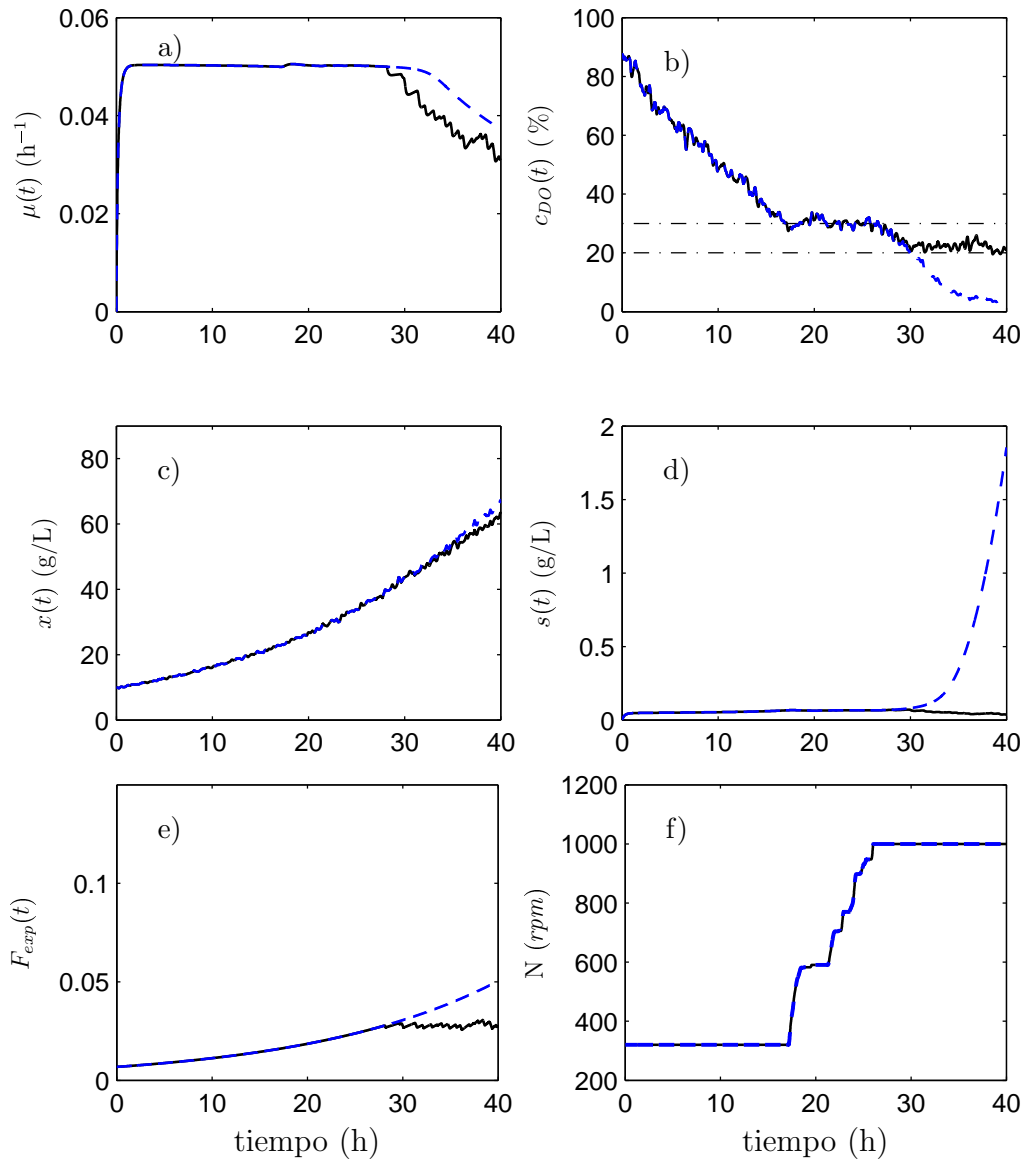 a)
0.06
0.04
0.02
0
μ(t) (h⁻¹)
0 10 20 30 40
b)
100
80
60
40
20
0
c_DO(t) (%)
0 10 20 30 40
c)
80
60
40
20
0
x(t) (g/L)
0 10 20 30 40
d)
2
1.5
1
0.5
0
s(t) (g/L)
0 10 20 30 40
e)
0.1
0.05
0
F_exp(t)
0 10 20 30 40
tiempo (h)
f)
1200
1000
800
600
400
200
N (rpm)
0 10 20 30 40
tiempo (h)